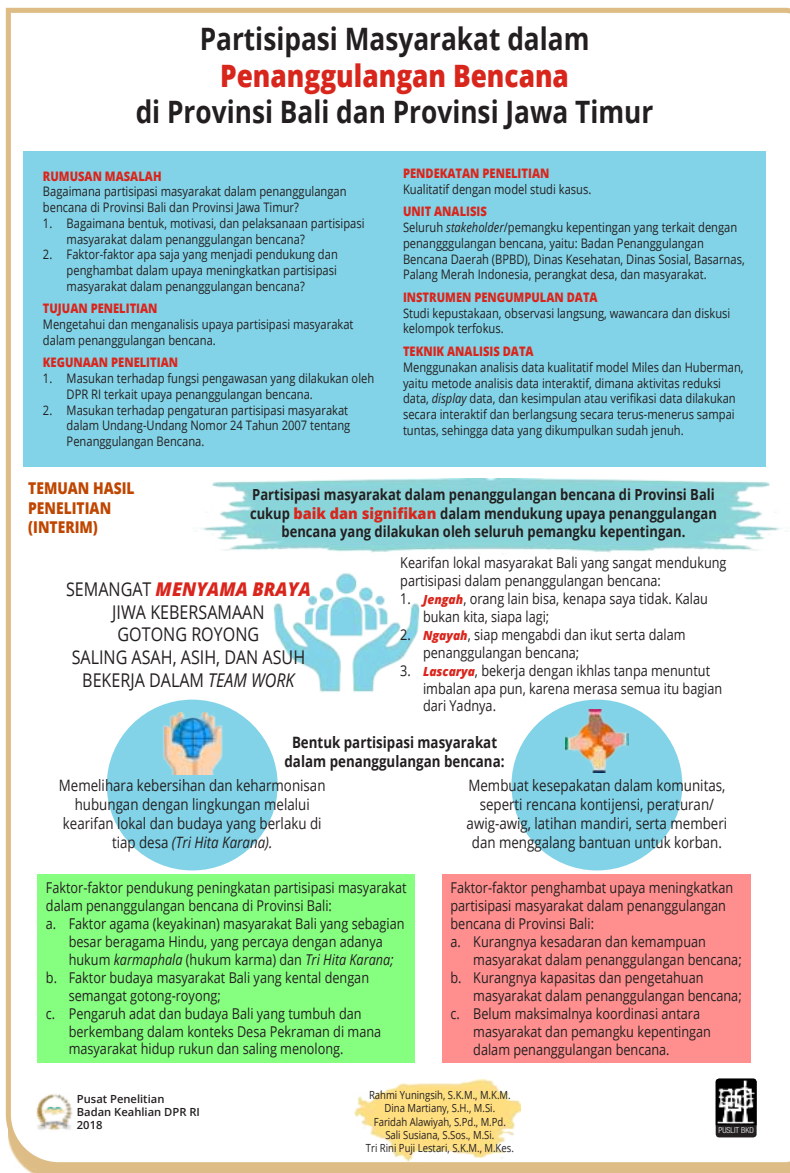 Partisipasi Masyarakat dalam
Penanggulangan Bencana
di Provinsi Bali dan Provinsi Jawa Timur
RUMUSAN MASALAH
Bagaimana partisipasi masyarakat dalam penanggulangan
bencana di Provinsi Bali dan Provinsi Jawa Timur?
1. Bagaimana bentuk, motivasi, dan pelaksanaan partisipasi
masyarakat dalam penanggulangan bencana?
2. Faktor-faktor apa saja yang menjadi pendukung dan
penghambat dalam upaya meningkatkan partisipasi
masyarakat dalam penanggulangan bencana?
TUJUAN PENELITIAN
Mengetahui dan menganalisis upaya partisipasi masyarakat
dalam penanggulangan bencana.
KEGUNAAN PENELITIAN
1. Masukan terhadap fungsi pengawasan yang dilakukan oleh
DPR RI terkait upaya penanggulangan bencana.
2. Masukan terhadap pengaturan partisipasi masyarakat
dalam Undang-Undang Nomor 24 Tahun 2007 tentang
Penanggulangan Bencana.
PENDEKATAN PENELITIAN
Kualitatif dengan model studi kasus.
UNIT ANALISIS
Seluruh stakeholder/pemangku kepentingan yang terkait dengan
penangggulangan bencana, yaitu: Badan Penanggulangan
Bencana Daerah (BPBD), Dinas Kesehatan, Dinas Sosial, Basarnas,
Palang Merah Indonesia, perangkat desa, dan masyarakat.
INSTRUMEN PENGUMPULAN DATA
Studi kepustakaan, observasi langsung, wawancara dan diskusi
kelompok terfokus.
TEKNIK ANALISIS DATA
Menggunakan analisis data kualitatif model Miles dan Huberman,
yaitu metode analisis data interaktif, dimana aktivitas reduksi
data, display data, dan kesimpulan atau verifikasi data dilakukan
secara interaktif dan berlangsung secara terus-menerus sampai
tuntas, sehingga data yang dikumpulkan sudah jenuh.
TEMUAN HASIL
PENELITIAN
(INTERIM)
Partisipasi masyarakat dalam penanggulangan bencana di Provinsi Bali
cukup baik dan signifikan dalam mendukung upaya penanggulangan
bencana yang dilakukan oleh seluruh pemangku kepentingan.
SEMANGAT MENYAMA BRAYA
JIWA KEBERSAMAAN
GOTONG ROYONG
SALING ASAH, ASIH, DAN ASUH
BEKERJA DALAM TEAM WORK
Kearifan lokal masyarakat Bali yang sangat mendukung
partisipasi dalam penanggulangan bencana:
1. Jengah, orang lain bisa, kenapa saya tidak. Kalau
bukan kita, siapa lagi;
2. Ngayah, siap mengabdi dan ikut serta dalam
penanggulangan bencana;
3. Lascarya, bekerja dengan ikhlas tanpa menuntut
imbalan apa pun, karena merasa semua itu bagian
dari Yadnya.
Bentuk partisipasi masyarakat
dalam penanggulangan bencana:
Memelihara kebersihan dan keharmonisan
hubungan dengan lingkungan melalui
kearifan lokal dan budaya yang berlaku di
tiap desa (Tri Hita Karana).
Membuat kesepakatan dalam komunitas,
seperti rencana kontijensi, peraturan/
awig-awig, latihan mandiri, serta memberi
dan menggalang bantuan untuk korban.
Faktor-faktor pendukung peningkatan partisipasi masyarakat
dalam penanggulangan bencana di Provinsi Bali:
a. Faktor agama (keyakinan) masyarakat Bali yang sebagian
besar beragama Hindu, yang percaya dengan adanya
hukum karmaphala (hukum karma) dan Tri Hita Karana;
b. Faktor budaya masyarakat Bali yang kental dengan
semangat gotong-royong;
c. Pengaruh adat dan budaya Bali yang tumbuh dan
berkembang dalam konteks Desa Pekraman di mana
masyarakat hidup rukun dan saling menolong.
Faktor-faktor penghambat upaya meningkatkan
partisipasi masyarakat dalam penanggulangan
bencana di Provinsi Bali:
a. Kurangnya kesadaran dan kemampuan
masyarakat dalam penanggulangan bencana;
b. Kurangnya kapasitas dan pengetahuan
masyarakat dalam penanggulangan bencana;
c. Belum maksimalnya koordinasi antara
masyarakat dan pemangku kepentingan
dalam penanggulangan bencana.
Pusat Penelitian
Badan Keahlian DPR RI
2018
Rahmi Yuningsih, S.K.M., M.K.M.
Dina Martiany, S.H., M.Si.
Faridah Alawiyah, S.Pd., M.Pd.
Sali Susiana, S.Sos., M.Si.
Tri Rini Puji Lestari, S.K.M., M.Kes.
PUSLIT BKD